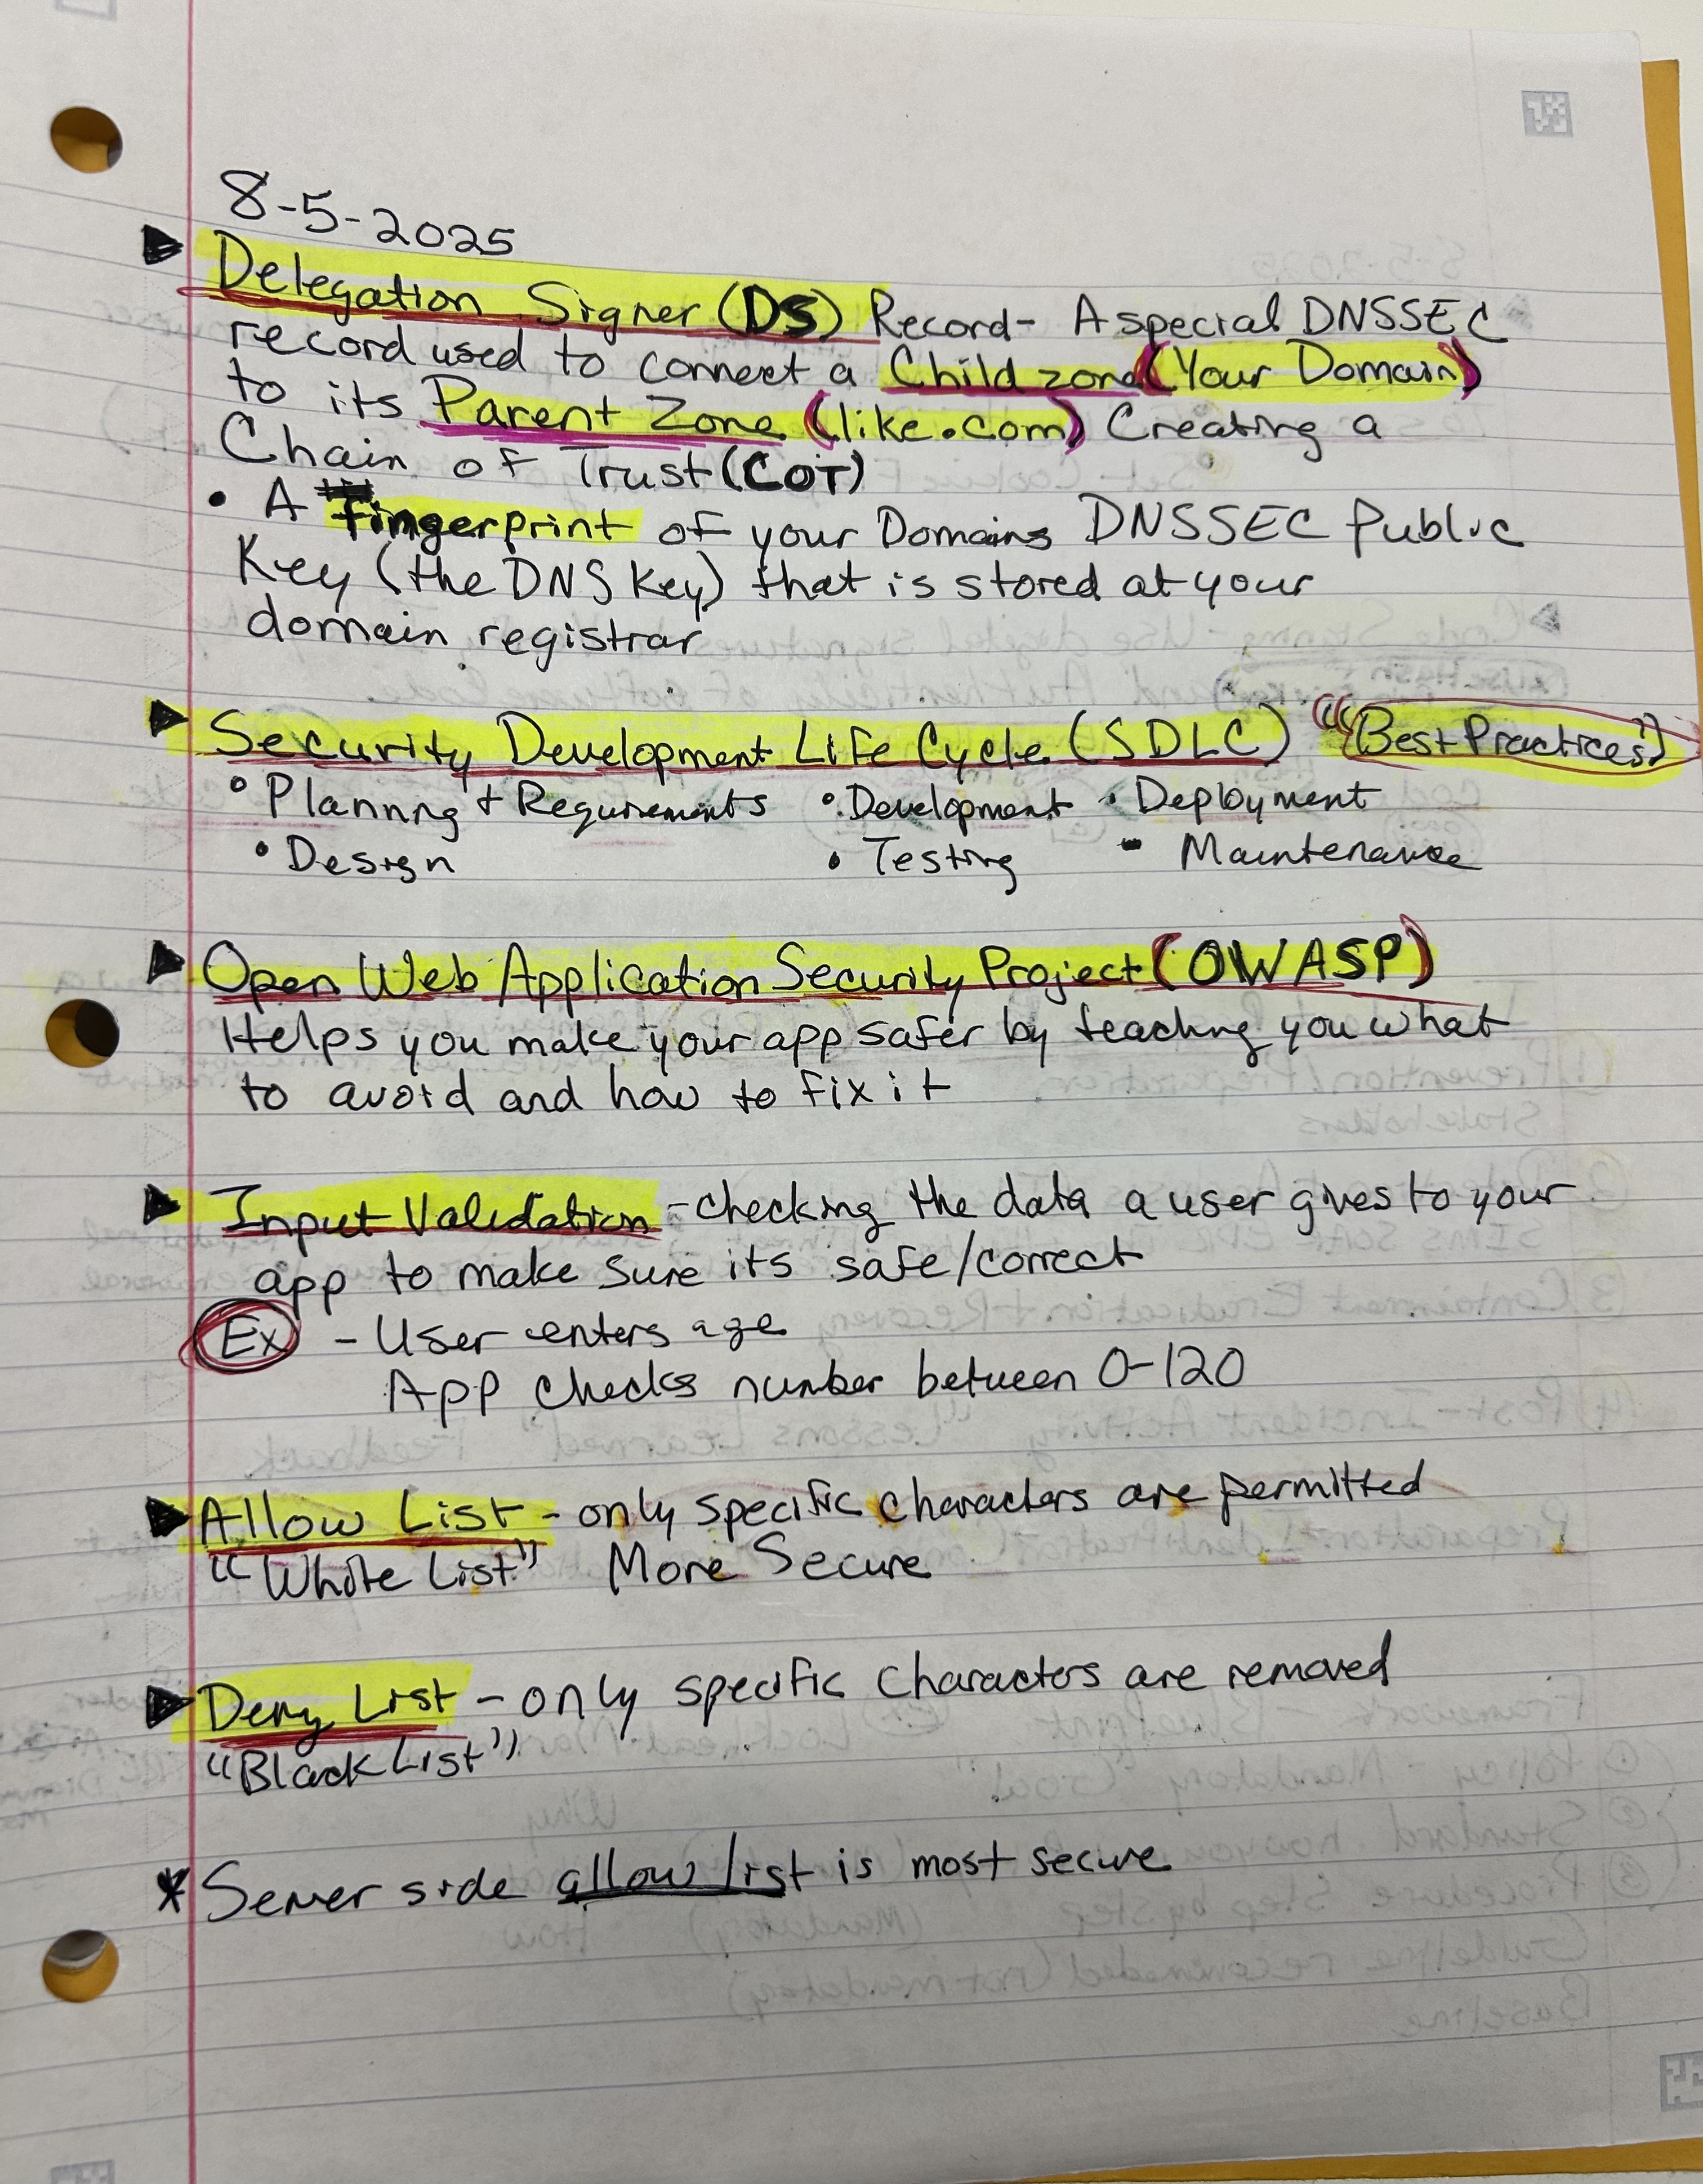 8-5-2025
Delegation Signer (DS) Record- A special DNSSEC
record used to connect a Child zone (Your Domain)
to its Parent Zone (like .com) Creating a
Chain of Trust (COT)
• A fingerprint of your Domains DNSSEC Public
Key (the DNS Key) that is stored at your
domain registrar
Security Development Life Cycle (SDLC) "(Best Practices)"
• Planning + Requirements • Development • Deployment
• Design • Testing - Maintenance
Open Web Application Security Project (OWASP)
Helps you make your app safer by teaching you what
to avoid and how to fix it
Input Validation - checking the data a user gives to your
app to make sure its safe/correct
Ex - User enters age
App checks number between 0-120
Allow List - only specific characters are permitted
"White List" More Secure
Deny List - only specific characters are removed
"Black List"
* Server side allow list is most secure